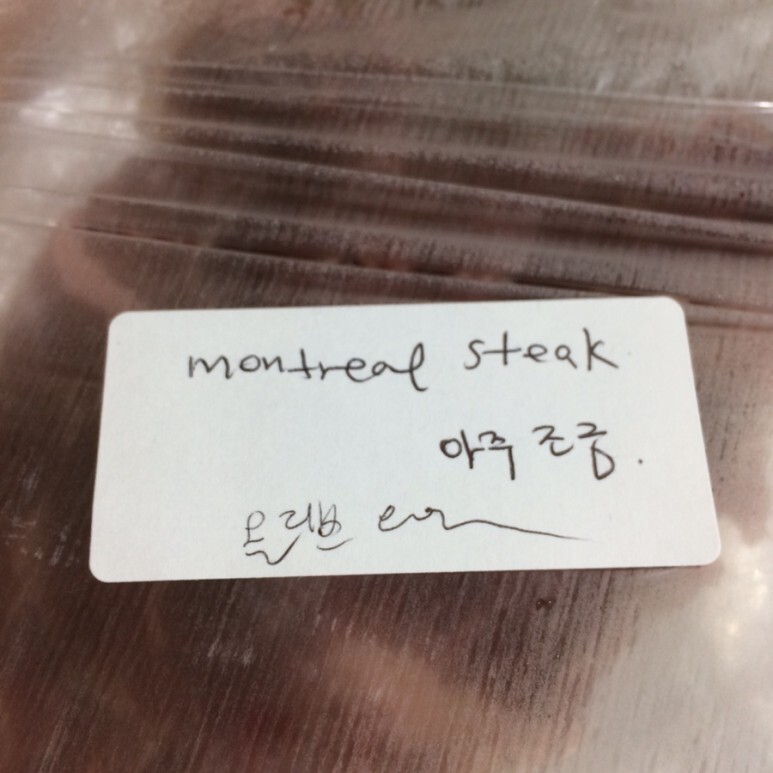 montreal steak
아주 조금.
올리브